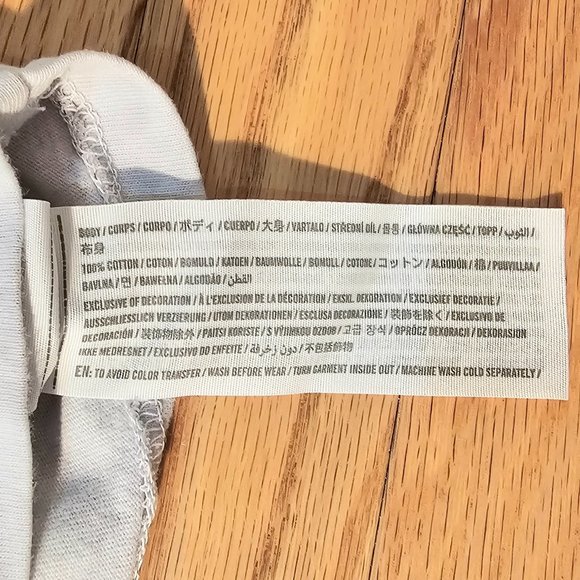 BODY / CORPS / CORPO / ボディ / CUERPO / 大身 / VARTALO / STŘEDNÍ DÍL / 몸통 / GŁÓWNA CZĘŚĆ / TOPP / الثوب /
布身
100% COTTON / COTON / BOMULD / KATOEN / BAUMWOLLE / BOMULL / COTONE / コットン / ALGODÓN / 棉 / PUUVILLAA /
BAVLNA / 면 / BAWEŁNA / ALGODÃO / القطن
EXCLUSIVE OF DECORATION / À L'EXCLUSION DE LA DÉCORATION / EKSKL. DEKORATION / EXCLUSIEF DECORATIE /
AUSSCHLIESSLICH VERZIERUNG / UTOM DEKORATIONEN / ESCLUSA DECORAZIONE / 装飾を除く / EXCLUSIVO DE
DECORACIÓN / 裝飾物除外 / PAITSI KORISTE / S VÝJIMKOU OZDOB / 고급 장식 / OPRÓCZ DEKORACJI / DEKORASJON
IKKE MEDREGNET / EXCLUSIVO DO ENFEITE / دون زخرفة / 不包括飾物
EN: TO AVOID COLOR TRANSFER / WASH BEFORE WEAR / TURN GARMENT INSIDE OUT / MACHINE WASH COLD SEPARATELY /